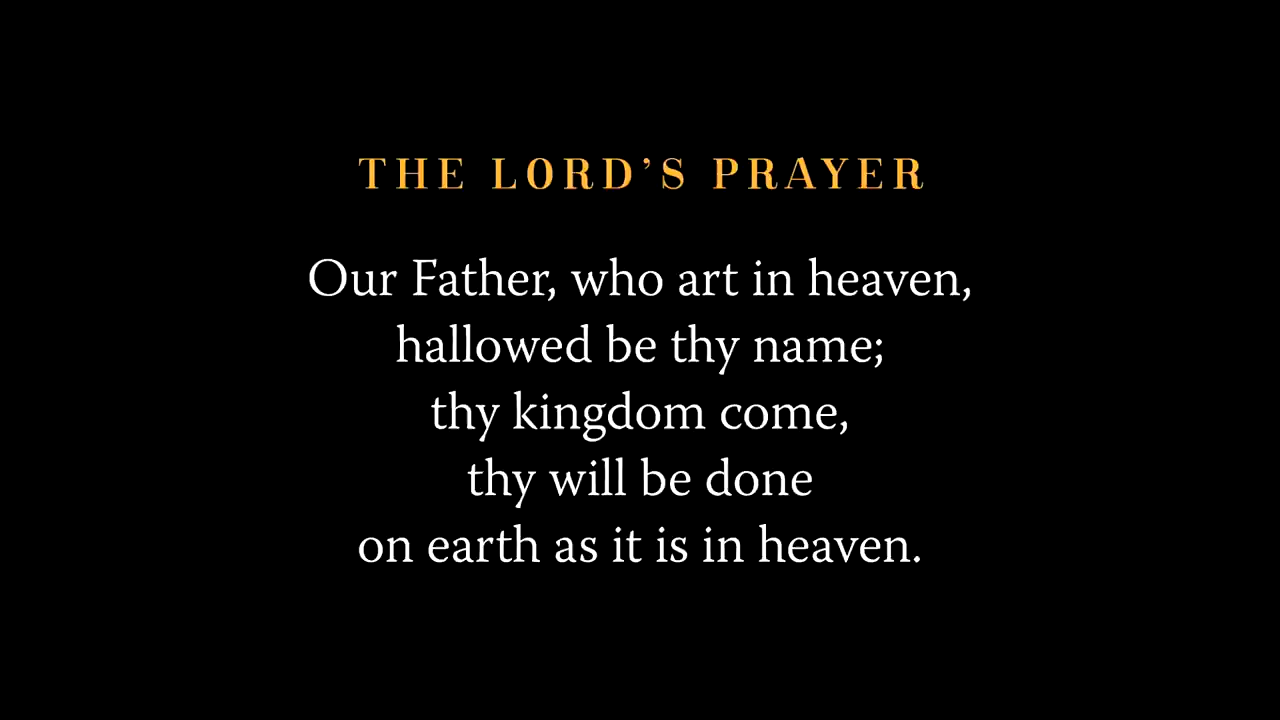 THE LORD’S PRAYER
Our Father, who art in heaven,
hallowed be thy name;
thy kingdom come,
thy will be done
on earth as it is in heaven.